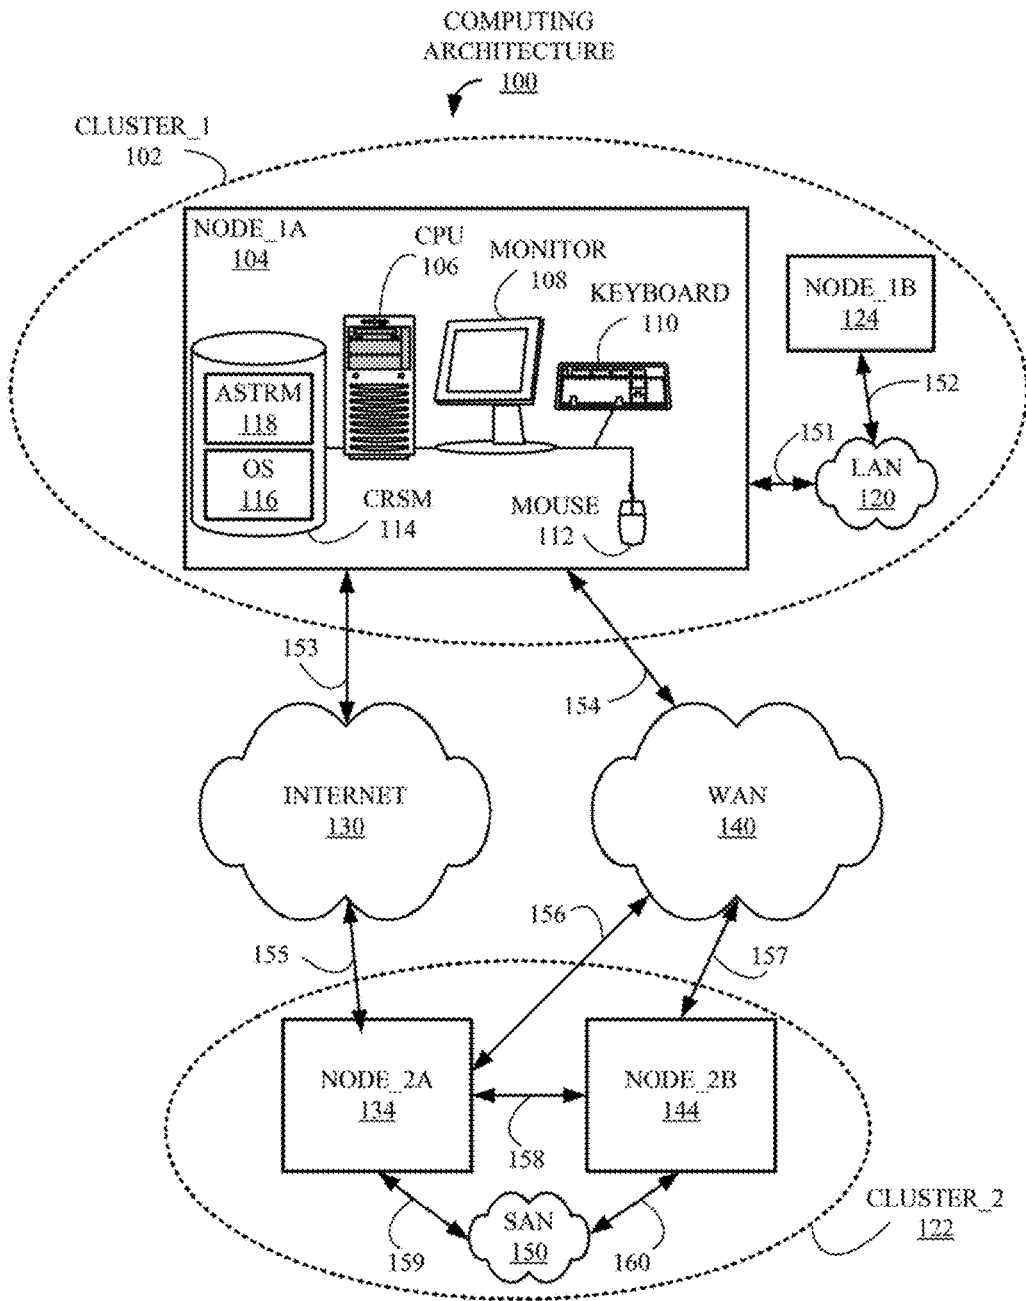 COMPUTING
ARCHITECTURE
100
CLUSTER_1
102
NODE_1A
104
CPU
106
MONITOR
108
KEYBOARD
110
NODE_1B
124
ASTRM
118
OS
116
CRSM
114
MOUSE
112
152
151
LAN
120
153
154
INTERNET
130
WAN
140
155
156
157
NODE_2A
134
NODE_2B
144
158
SAN
150
159
160
CLUSTER_2
122